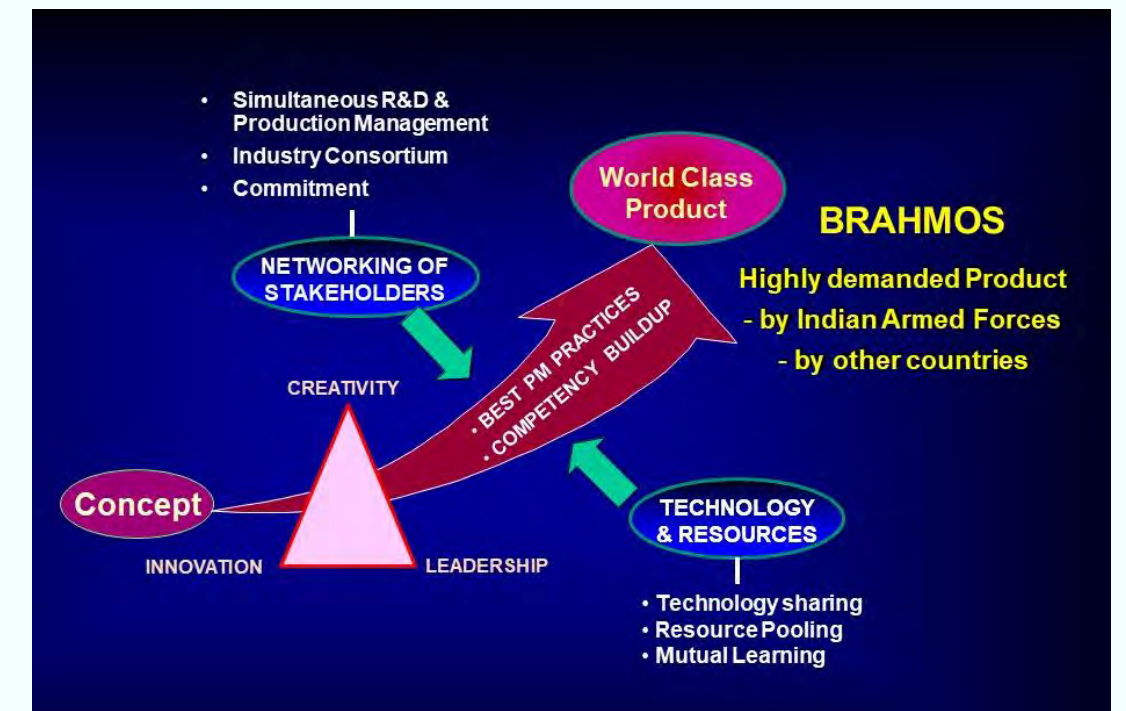 • Simultaneous R&D &
Production Management
• Industry Consortium
• Commitment
NETWORKING OF
STAKEHOLDERS
World Class
Product
BRAHMOS
Highly demanded Product
- by Indian Armed Forces
- by other countries
• BEST PM PRACTICES
• COMPETENCY BUILDUP
CREATIVITY
Concept
INNOVATION
LEADERSHIP
TECHNOLOGY
& RESOURCES
• Technology sharing
• Resource Pooling
• Mutual Learning